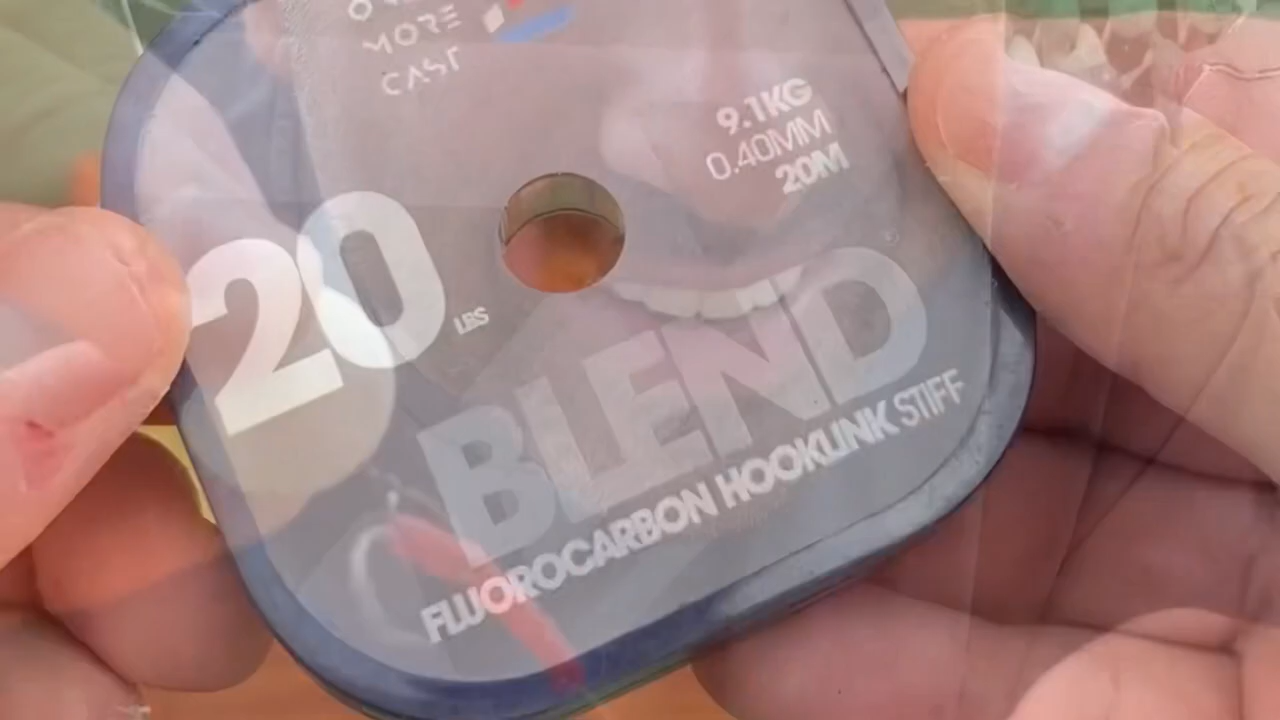 MORE
CAST
9.1KG
0.40MM
20M
20 LBS
BLEND
FLUOROCARBON HOOKLINK STIFF